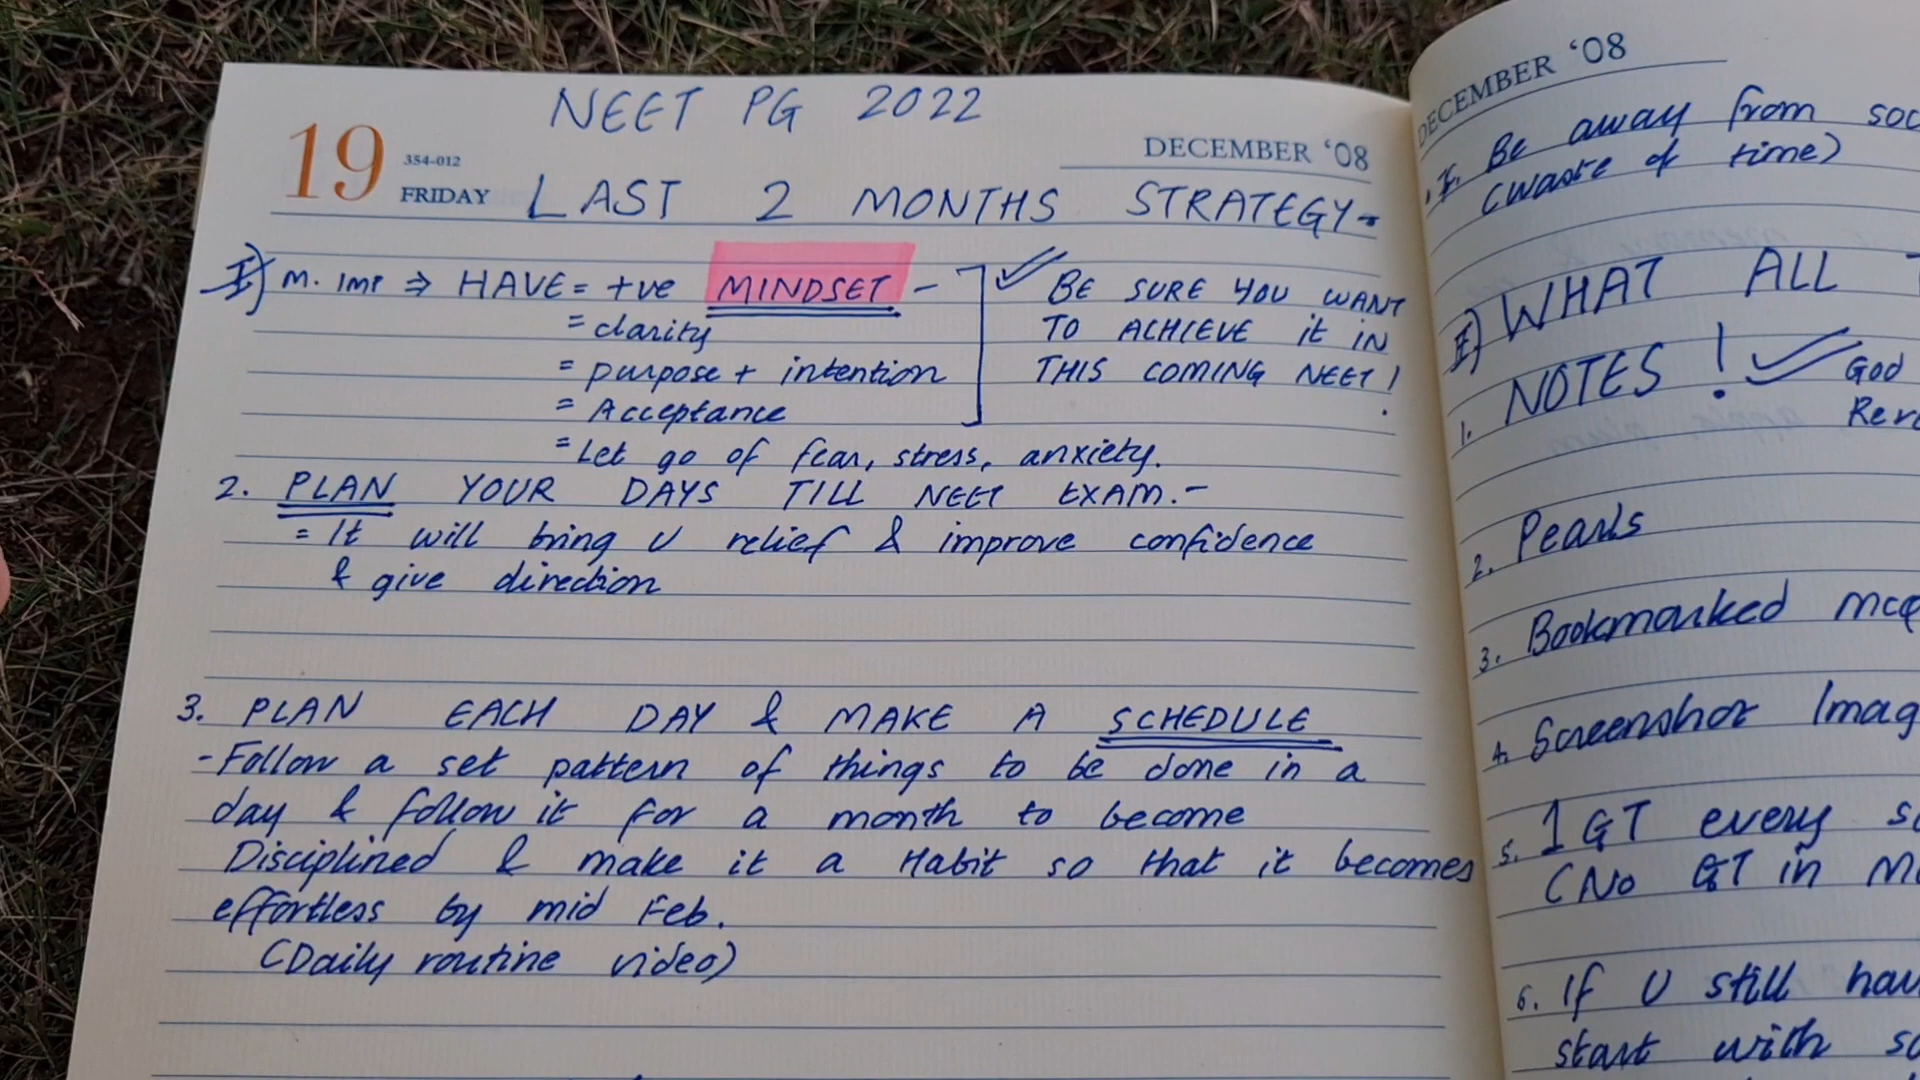 NEET PG 2022
19 354-012 FRIDAY DECEMBER '08
LAST 2 MONTHS STRATEGY-
I) M. IMP ⇒ HAVE = +ve MINDSET -
= clarity
= purpose + intention
= Acceptance
= Let go of fear, stress, anxiety.
✓ BE SURE YOU WANT
TO ACHIEVE it IN
THIS COMING NEET!
2. PLAN YOUR DAYS TILL NEET EXAM.-
= It will bring U relief & improve confidence
& give direction
3. PLAN EACH DAY & MAKE A SCHEDULE
-Follow a set pattern of things to be done in a
day & follow it for a month to become
Disciplined & make it a Habit so that it becomes
effortless by mid Feb.
(Daily routine video)
DECEMBER '08
Be away from
(waste of time)
II) WHAT ALL
1. NOTES! ✓ God
2. Pearls
3. Bookmarked
4. Screenshot
5. 1 GT every
(No GT in
6. If U still
start with